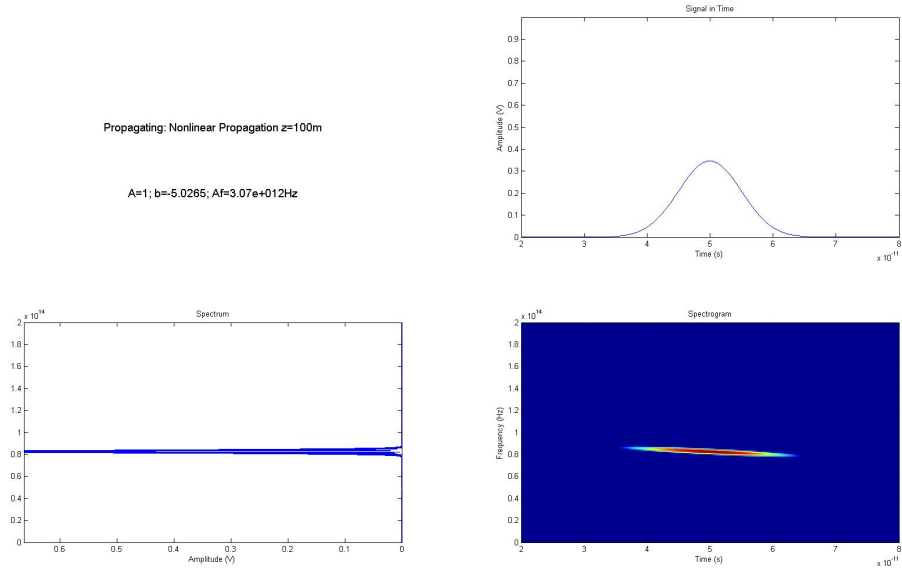 Propagating: Nonlinear Propagation z=100m
A=1; b=-5.0265; Af=3.07e+012Hz
Signal in Time
Amplitude (V)
0.9
0.8
0.7
0.6
0.5
0.4
0.3
0.2
0.1
0
2 3 4 5 6 7 8
Time (s)
x 10^-11
Spectrum
x 10^14
2
1.8
1.6
1.4
1.2
1
0.8
0.6
0.4
0.2
0
0.6 0.5 0.4 0.3 0.2 0.1 0
Amplitude (V)
Spectrogram
x 10^14
Frequency (Hz)
2
1.8
1.6
1.4
1.2
1
0.8
0.6
0.4
0.2
0
2 3 4 5 6 7 8
Time (s)
x 10^-11